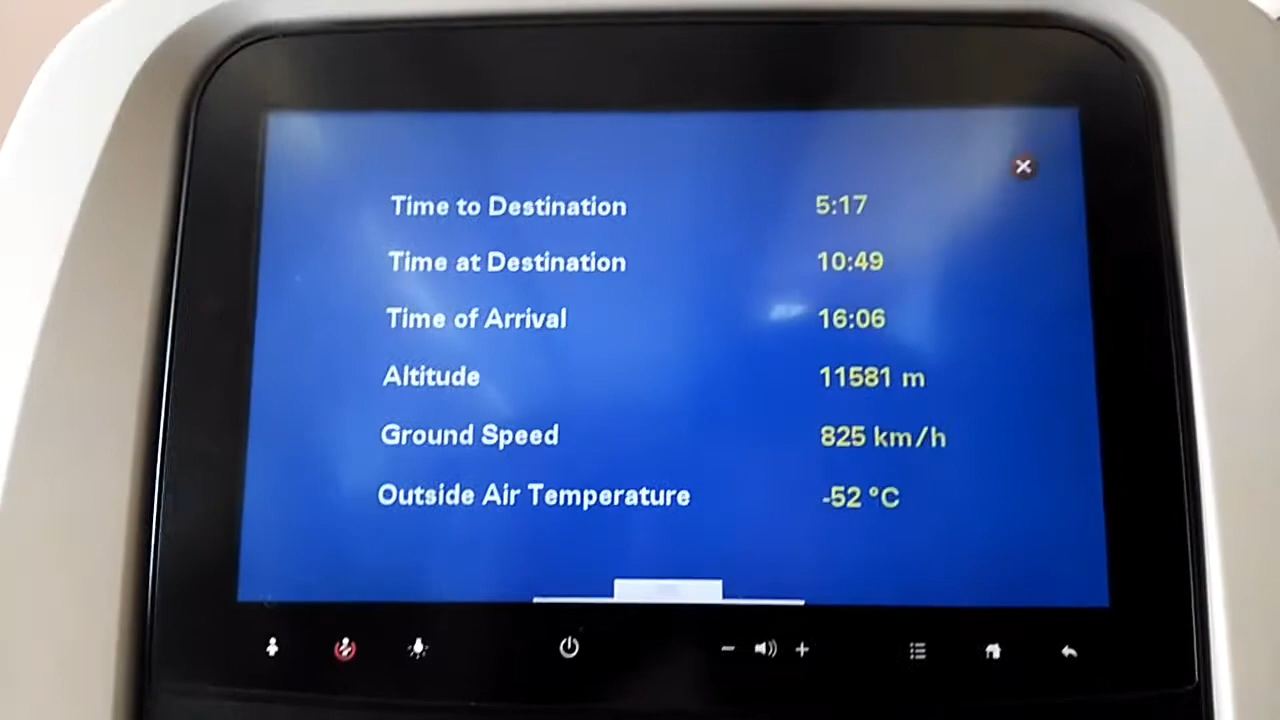 Time to Destination 5:17
Time at Destination 10:49
Time of Arrival 16:06
Altitude 11581 m
Ground Speed 825 km/h
Outside Air Temperature -52 °C